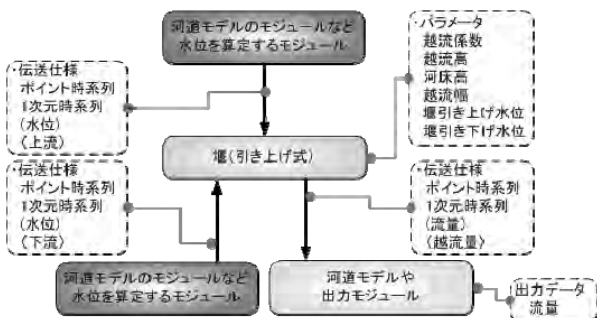 河道モデルのモジュールなど
水位を算定するモジュール
・伝送仕様
ポイント時系列
1次元時系列
(水位)
(上流)
・パラメータ
越流係数
越流高
河床高
越流幅
堰引き上げ水位
堰引き下げ水位
堰(引き上げ式)
・伝送仕様
ポイント時系列
1次元時系列
(水位)
(下流)
・伝送仕様
ポイント時系列
1次元時系列
(流量)
(越流量)
河道モデルのモジュールなど
水位を算定するモジュール
河道モデルや
出力モジュール
出力データ
流量